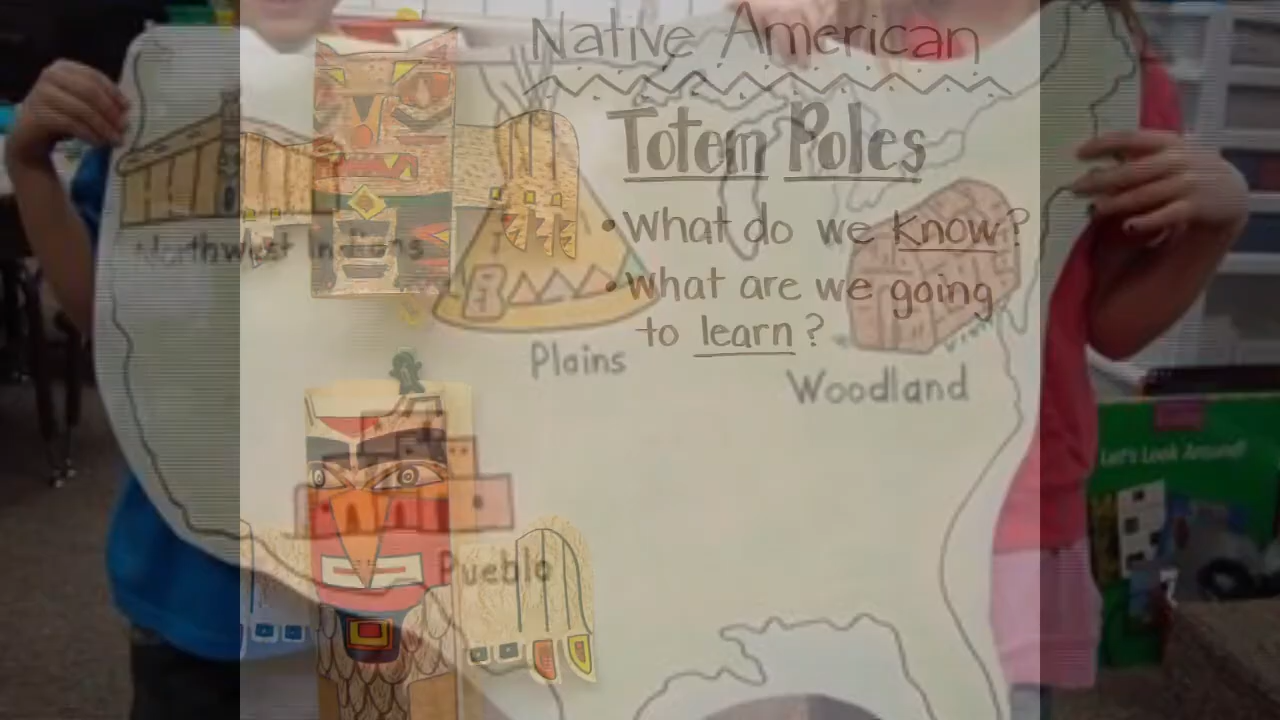 Native American
Totem Poles
• What do we know?
• What are we going
to learn?
Northwest Indians
Plains
Woodland
Pueblo
Let's Look Around!